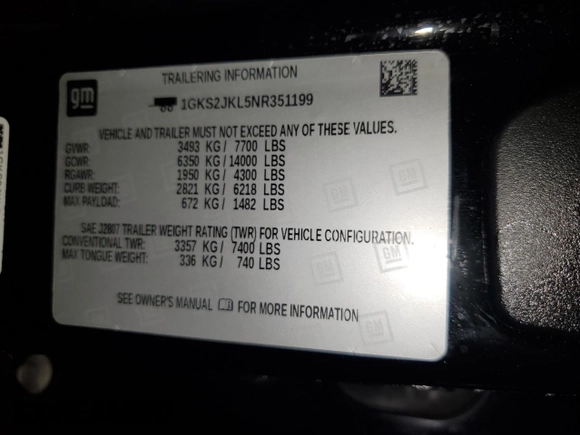 gm
TRAILERING INFORMATION
1GKS2JKL5NR351199
VEHICLE AND TRAILER MUST NOT EXCEED ANY OF THESE VALUES.
GVWR: 3493 KG / 7700 LBS
GCWR: 6350 KG / 14000 LBS
RGAWR: 1950 KG / 4300 LBS
CURB WEIGHT: 2821 KG / 6218 LBS
MAX PAYLOAD: 672 KG / 1482 LBS
SAE J2807 TRAILER WEIGHT RATING (TWR) FOR VEHICLE CONFIGURATION.
CONVENTIONAL TWR: 3357 KG / 7400 LBS
MAX TONGUE WEIGHT: 336 KG / 740 LBS
SEE OWNER'S MANUAL FOR MORE INFORMATION